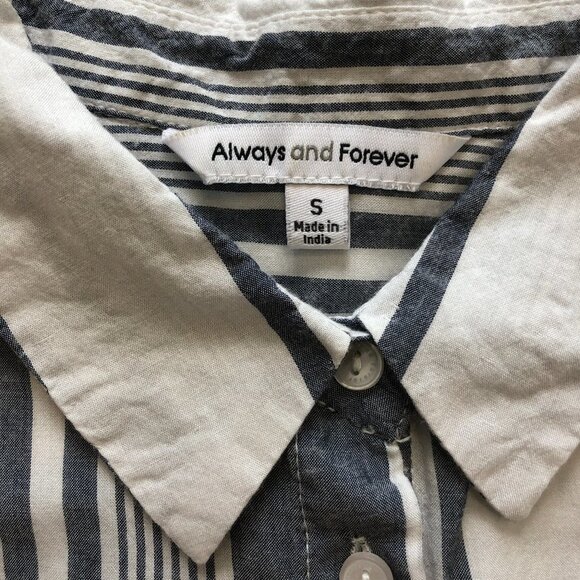 Always and Forever
S
Made in
India